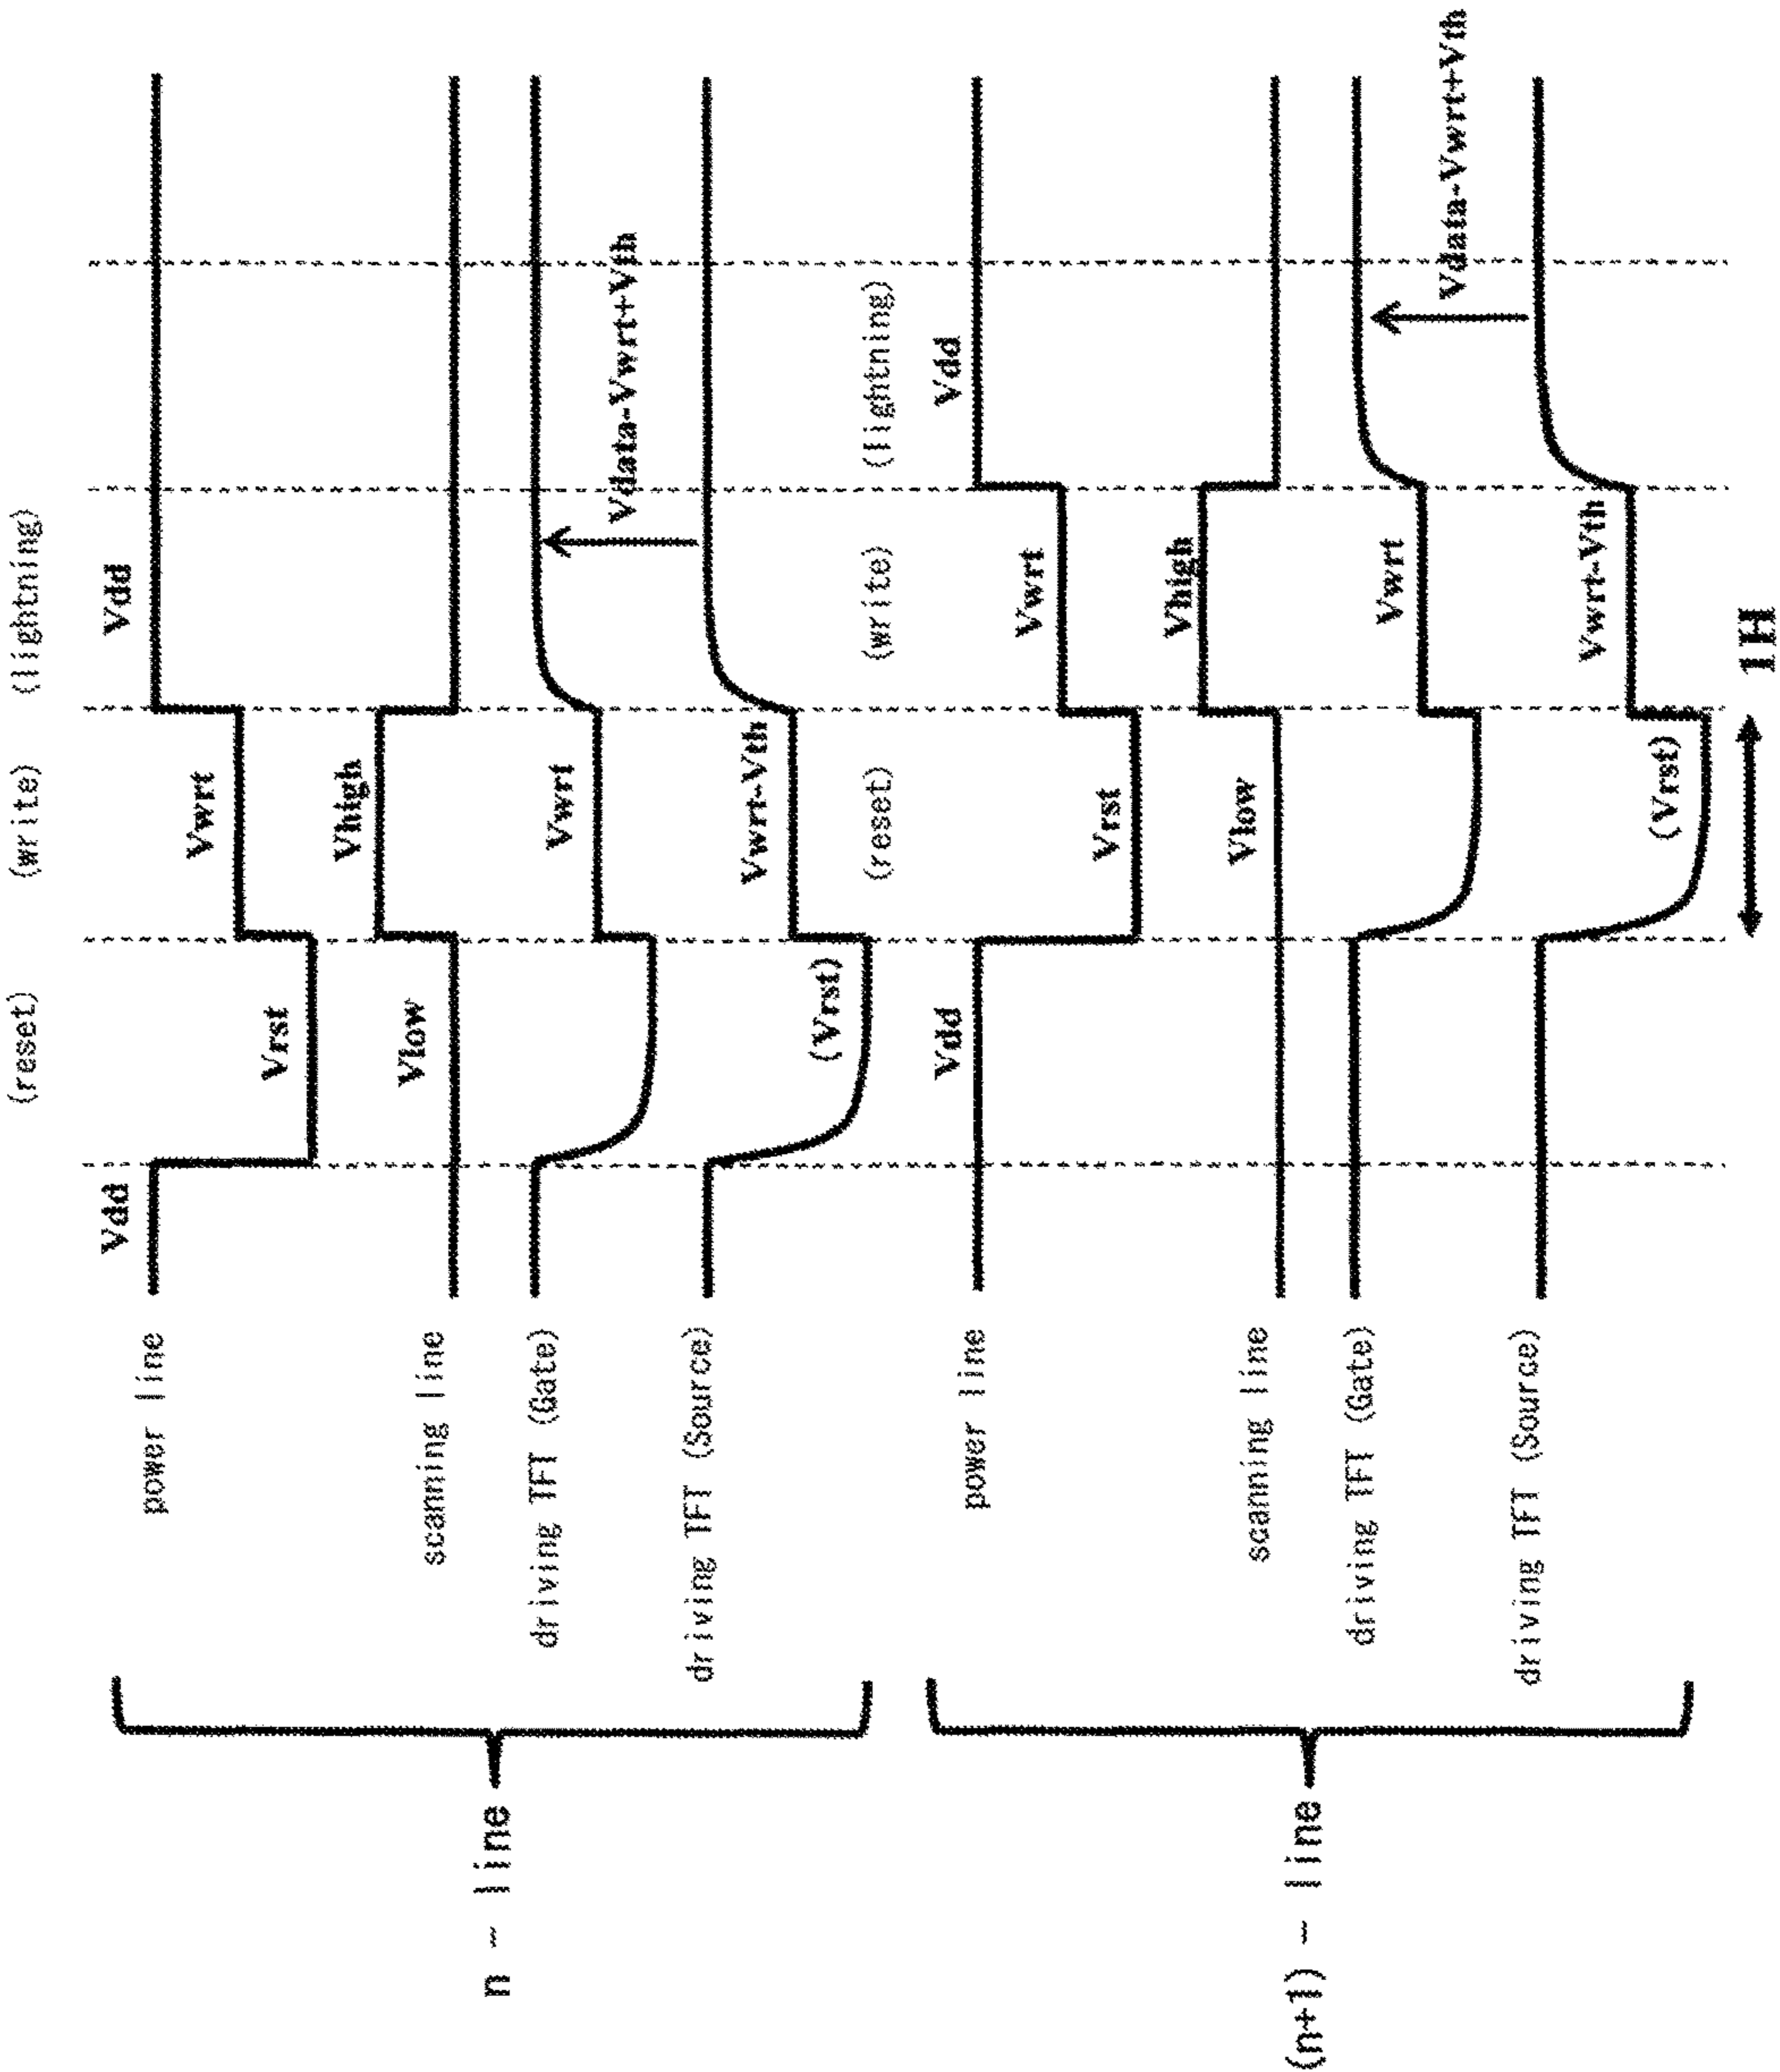 (reset) (write) (lightning)
n - line
power line
Vdd
Vrst
Vwrt
Vdd
scanning line
Vlow
Vhigh
driving TFT (Gate)
Vwrt
Vdata-Vwrt+Vth
driving TFT (Source)
(Vrst)
Vwrt-Vth
(reset) (write) (lightning)
(n+1) - line
power line
Vdd
Vrst
Vwrt
Vdd
scanning line
Vlow
Vhigh
driving TFT (Gate)
Vwrt
Vdata-Vwrt+Vth
driving TFT (Source)
(Vrst)
Vwrt-Vth
1H